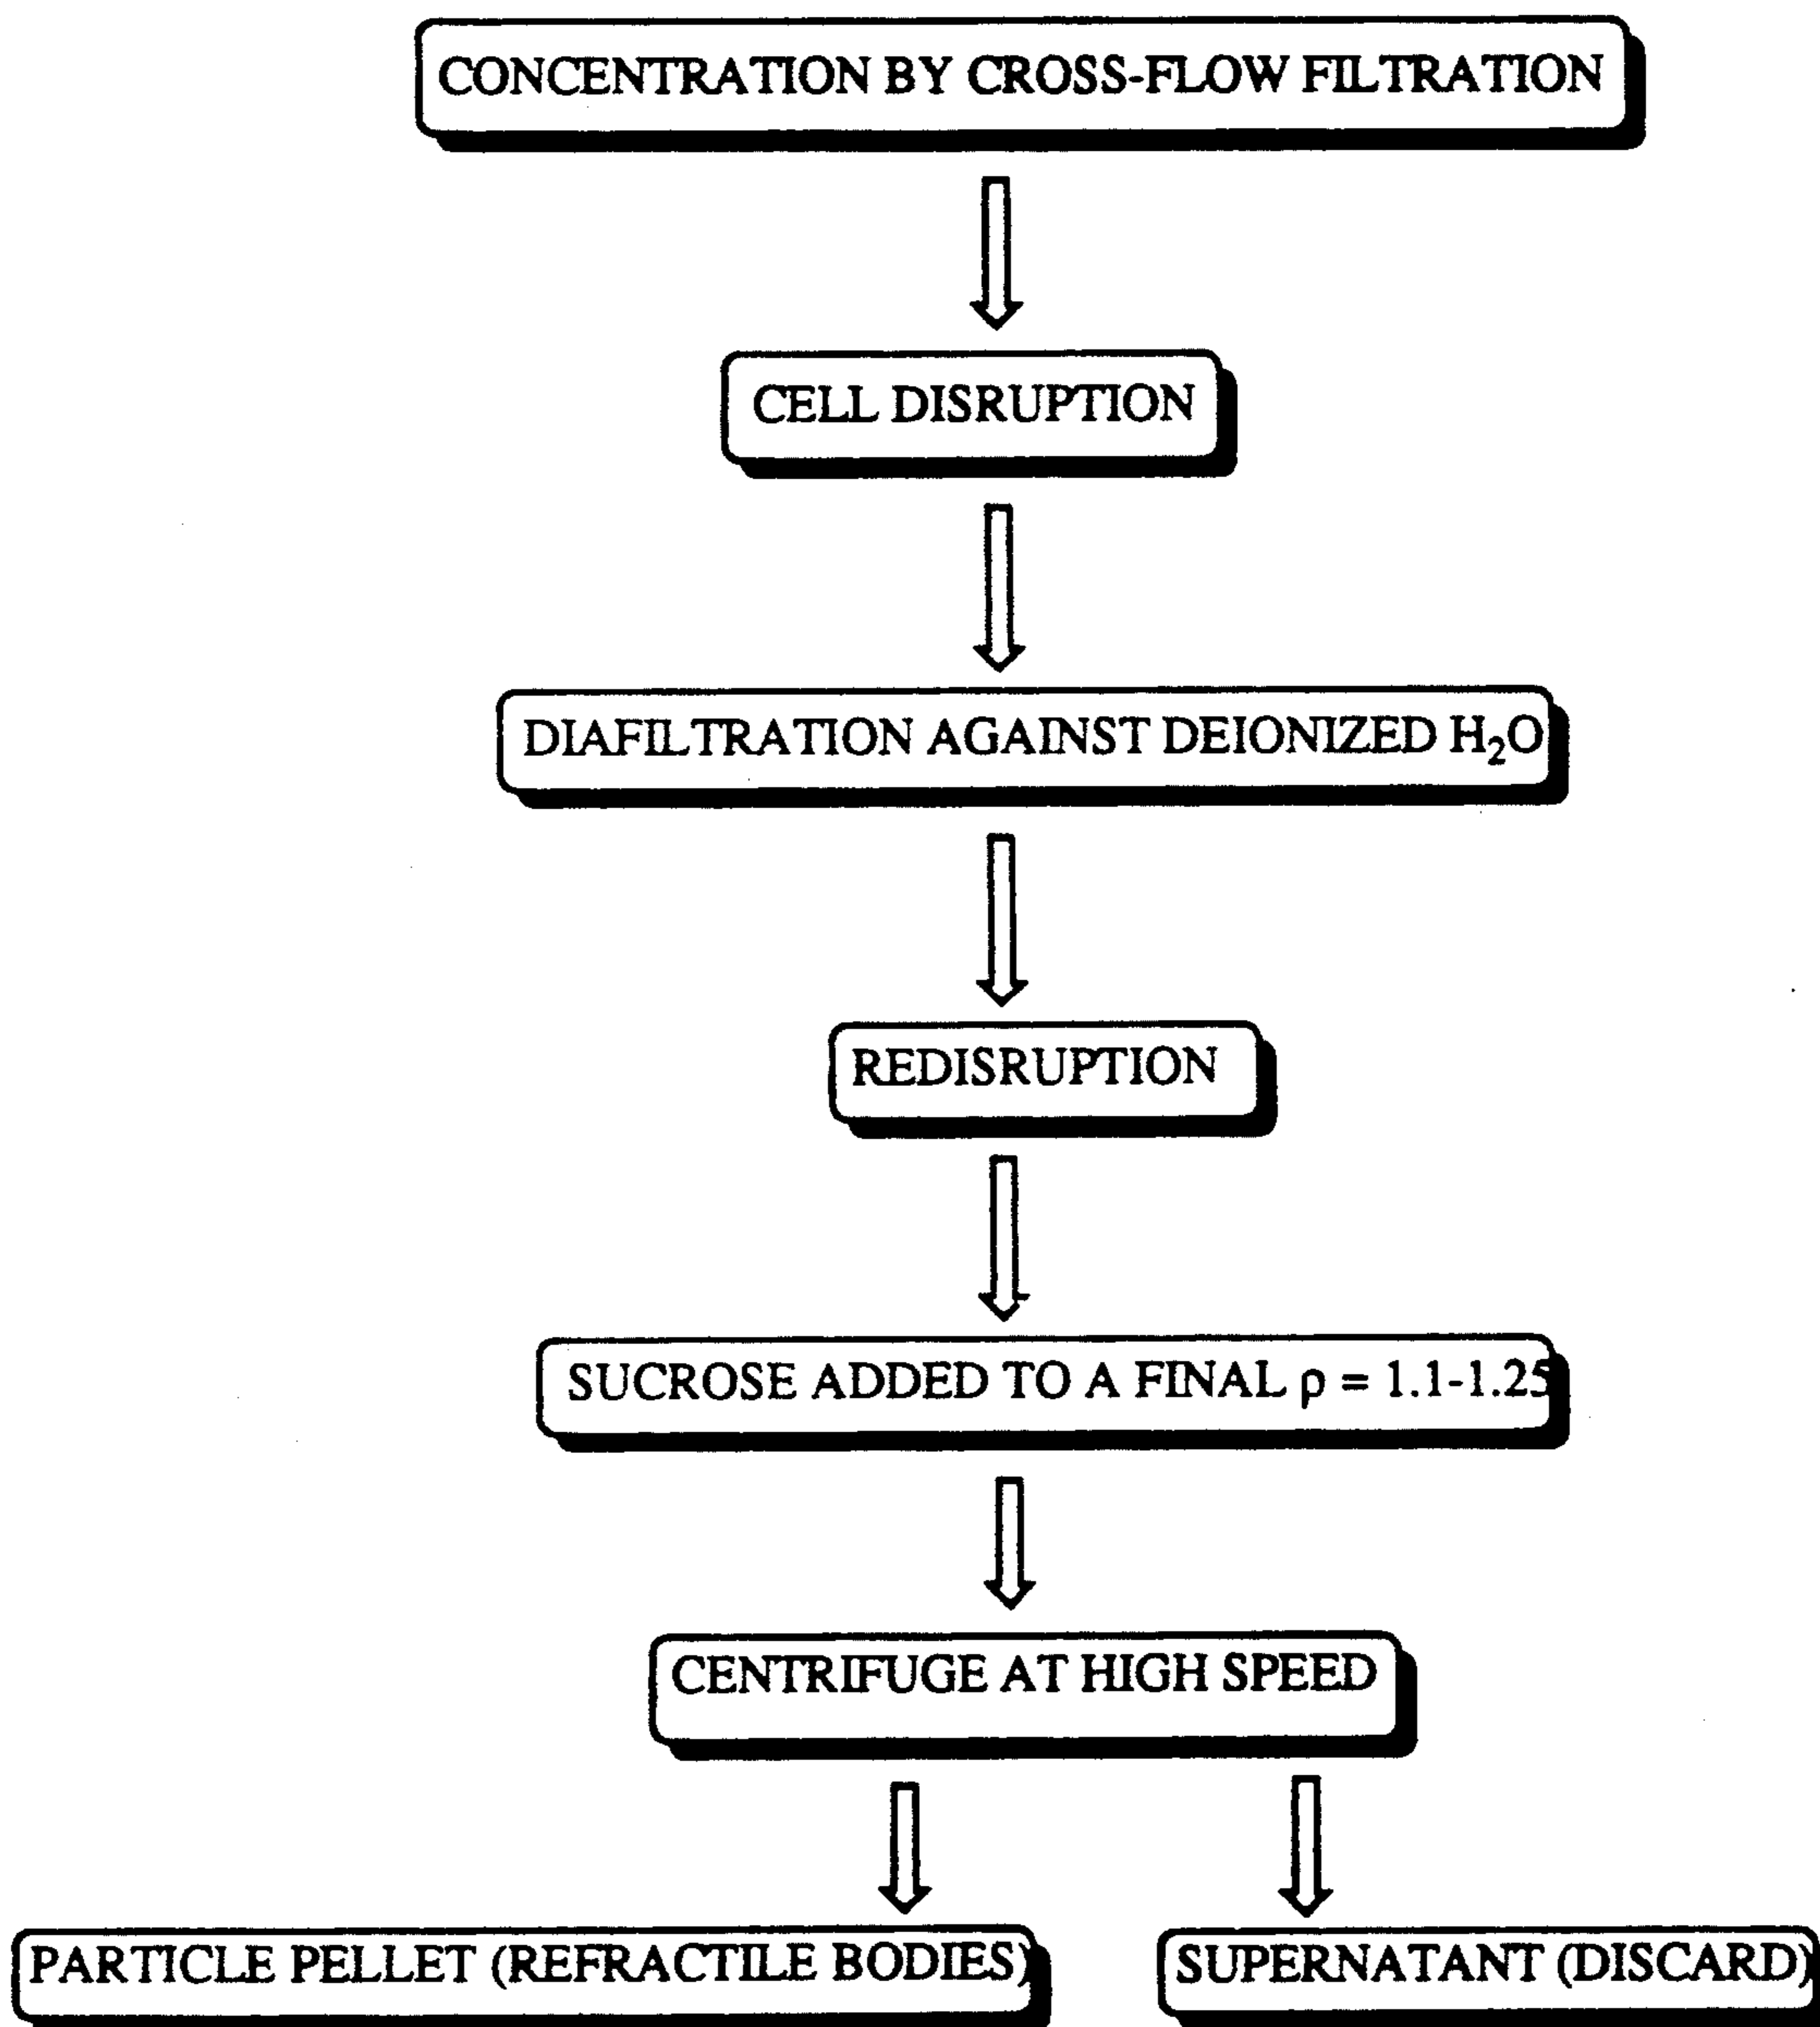 CONCENTRATION BY CROSS-FLOW FILTRATION
CELL DISRUPTION
DIAFILTRATION AGAINST DEIONIZED H₂O
REDISRUPTION
SUCROSE ADDED TO A FINAL ρ = 1.1-1.25
CENTRIFUGE AT HIGH SPEED
PARTICLE PELLET (REFRACTILE BODIES)
SUPERNATANT (DISCARD)